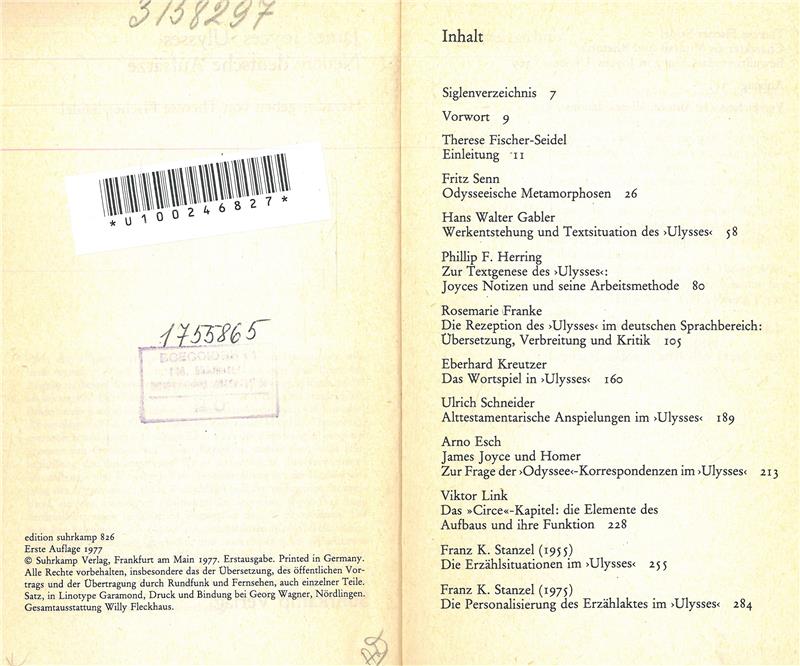 3158297
*U100246827*
1755865
edition suhrkamp 826
Erste Auflage 1977
© Suhrkamp Verlag, Frankfurt am Main 1977. Erstausgabe. Printed in Germany.
Alle Rechte vorbehalten, insbesondere das der Übersetzung, des öffentlichen Vor-
trags und der Übertragung durch Rundfunk und Fernsehen, auch einzelner Teile.
Satz, in Linotype Garamond, Druck und Bindung bei Georg Wagner, Nördlingen.
Gesamtausstattung Willy Fleckhaus.
Inhalt
Siglenverzeichnis 7
Vorwort 9
Therese Fischer-Seidel
Einleitung 11
Fritz Senn
Odysseeische Metamorphosen 26
Hans Walter Gabler
Werkentstehung und Textsituation des ›Ulysses‹ 58
Phillip F. Herring
Zur Textgenese des ›Ulysses‹:
Joyces Notizen und seine Arbeitsmethode 80
Rosemarie Franke
Die Rezeption des ›Ulysses‹ im deutschen Sprachbereich:
Übersetzung, Verbreitung und Kritik 105
Eberhard Kreutzer
Das Wortspiel in ›Ulysses‹ 160
Ulrich Schneider
Alttestamentarische Anspielungen im ›Ulysses‹ 189
Arno Esch
James Joyce und Homer
Zur Frage der ›Odyssee‹-Korrespondenzen im ›Ulysses‹ 213
Viktor Link
Das »Circe«-Kapitel: die Elemente des
Aufbaus und ihre Funktion 228
Franz K. Stanzel (1955)
Die Erzählsituationen im ›Ulysses‹ 255
Franz K. Stanzel (1975)
Die Personalisierung des Erzählaktes im ›Ulysses‹ 284